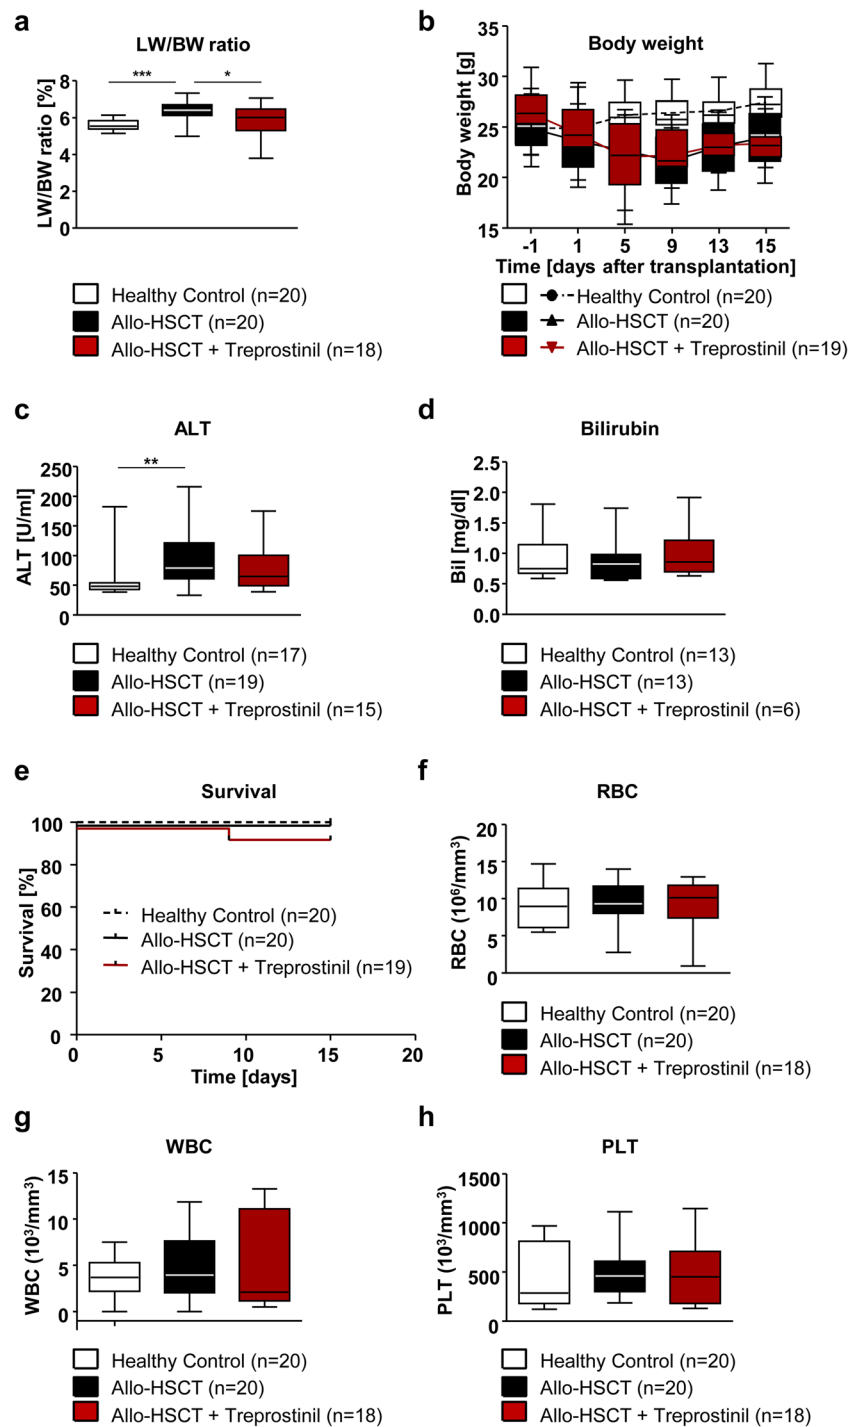 a
LW/BW ratio
***
*
LW/BW ratio [%]
8
6
4
2
0
Healthy Control (n=20)
Allo-HSCT (n=20)
Allo-HSCT + Treprostinil (n=18)
b
Body weight
Body weight [g]
35
30
25
20
15
-1 1 5 9 13 15
Time [days after transplantation]
Healthy Control (n=20)
Allo-HSCT (n=20)
Allo-HSCT + Treprostinil (n=19)
c
ALT
**
ALT [U/ml]
250
200
150
100
50
0
Healthy Control (n=17)
Allo-HSCT (n=19)
Allo-HSCT + Treprostinil (n=15)
d
Bilirubin
Bil [mg/dl]
2.5
2.0
1.5
1.0
0.5
0.0
Healthy Control (n=13)
Allo-HSCT (n=13)
Allo-HSCT + Treprostinil (n=6)
e
Survival
Survival [%]
100
80
60
40
20
0
Healthy Control (n=20)
Allo-HSCT (n=20)
Allo-HSCT + Treprostinil (n=19)
0 5 10 15 20
Time [days]
f
RBC
RBC (10⁶/mm³)
20
15
10
5
0
Healthy Control (n=20)
Allo-HSCT (n=20)
Allo-HSCT + Treprostinil (n=18)
g
WBC
WBC (10³/mm³)
15
10
5
0
Healthy Control (n=20)
Allo-HSCT (n=20)
Allo-HSCT + Treprostinil (n=18)
h
PLT
PLT (10³/mm³)
1500
1000
500
0
Healthy Control (n=20)
Allo-HSCT (n=20)
Allo-HSCT + Treprostinil (n=18)